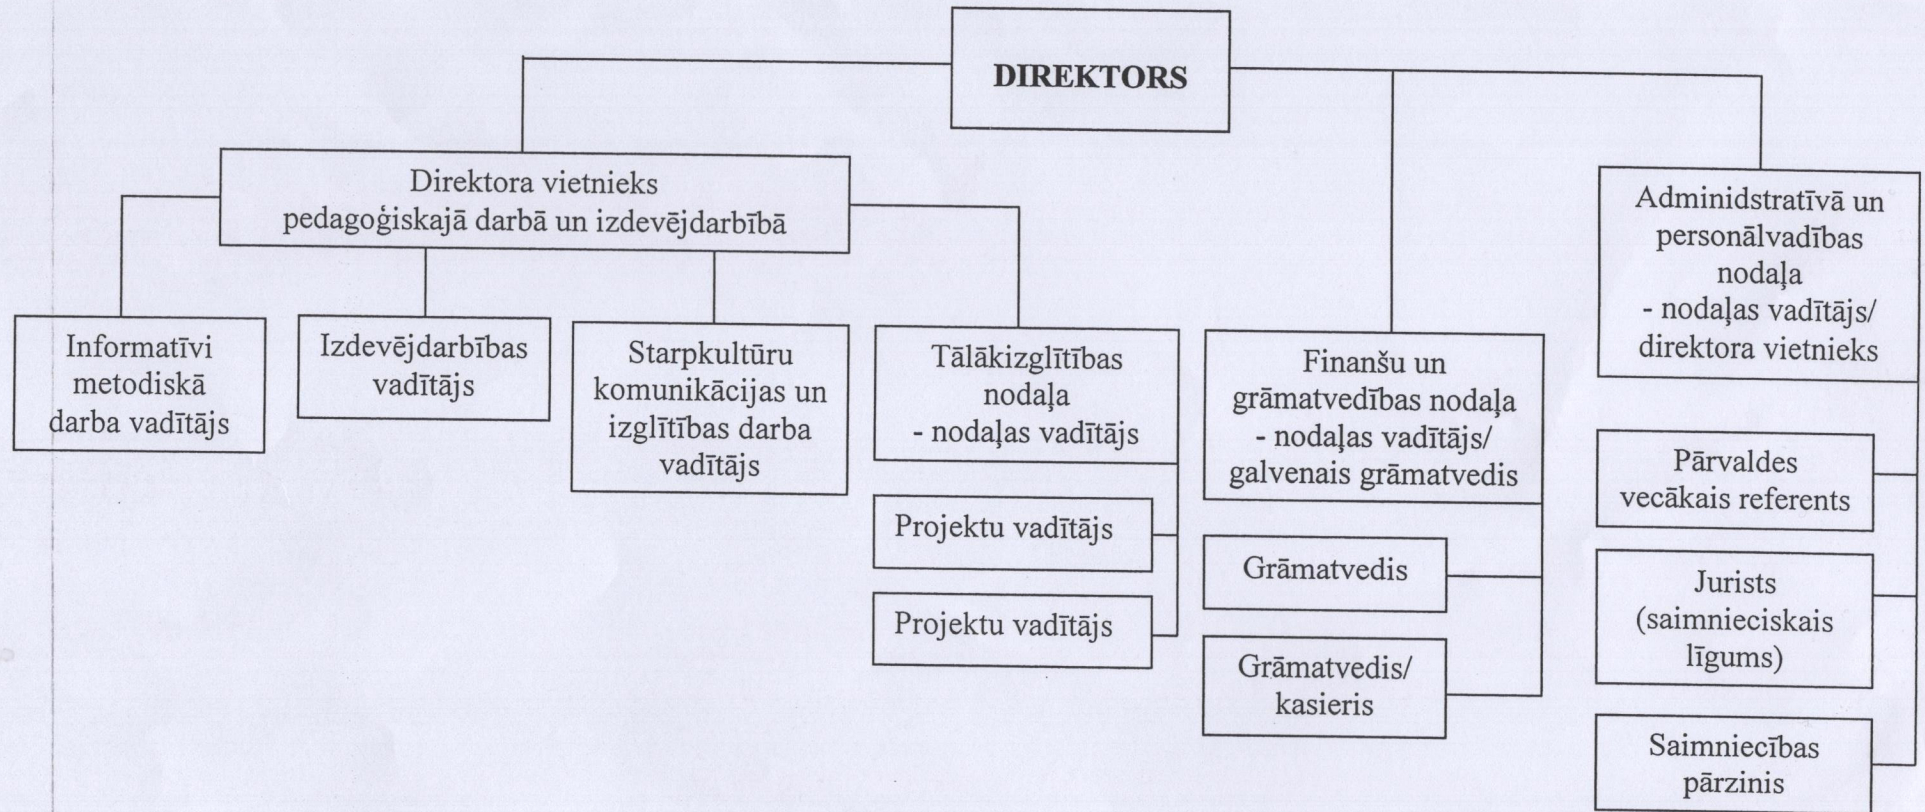 DIREKTORS
Direktora vietnieks
pedagoģiskajā darbā un izdevējdarbībā
Adminidstratīvā un
personālvadības
nodaļa
- nodaļas vadītājs/
direktora vietnieks
Informatīvi
metodiskā
darba vadītājs
Izdevējdarbības
vadītājs
Starpkultūru
komunikācijas un
izglītības darba
vadītājs
Tālākizglītības
nodaļa
- nodaļas vadītājs
Projektu vadītājs
Projektu vadītājs
Finanšu un
grāmatvedības nodaļa
- nodaļas vadītājs/
galvenais grāmatvedis
Grāmatvedis
Grāmatvedis/
kasieris
Pārvaldes
vecākais referents
Jurists
(saimnieciskais
līgums)
Saimniecības
pārzinis